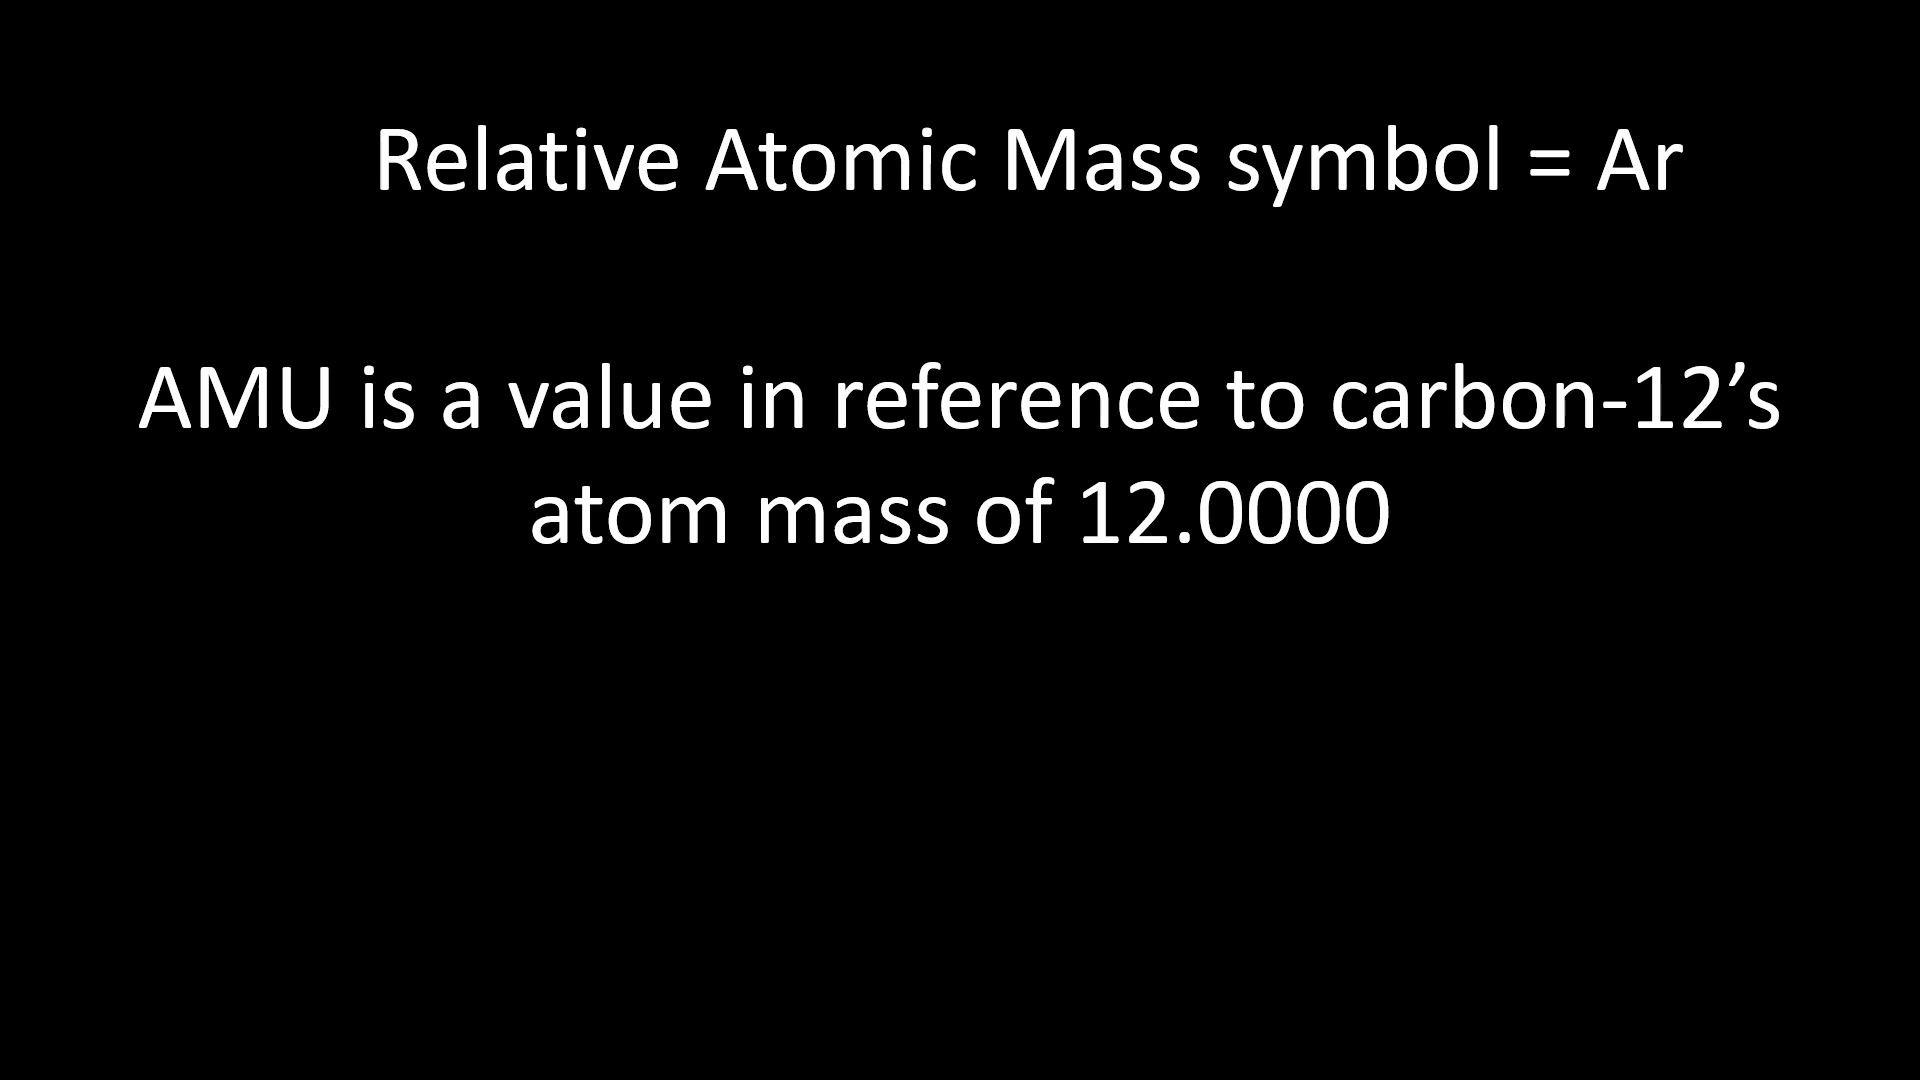 Relative Atomic Mass symbol = Ar
AMU is a value in reference to carbon-12’s
atom mass of 12.0000